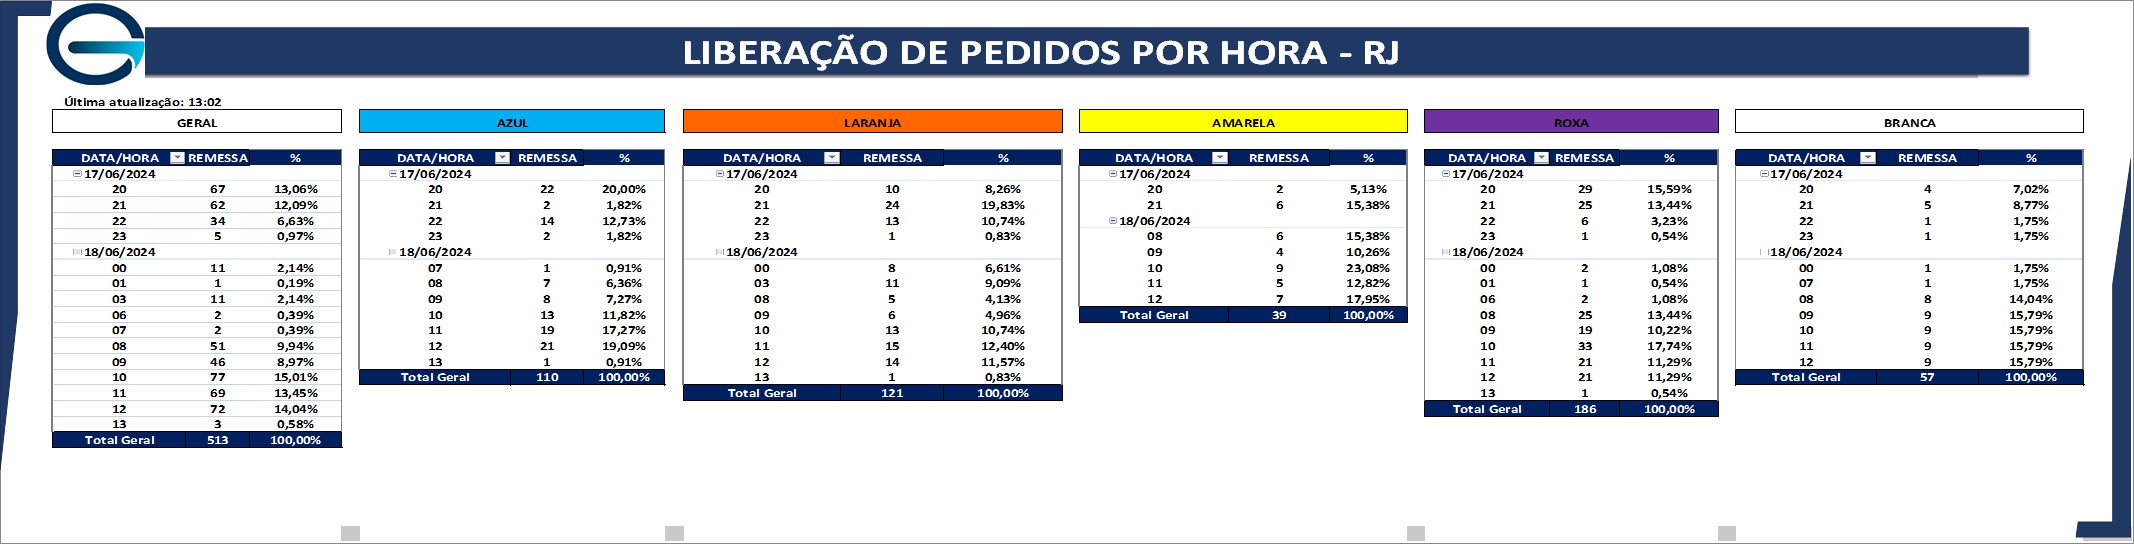 LIBERAÇÃO DE PEDIDOS POR HORA - RJ
Última atualização: 13:02
GERAL
DATA/HORA REMESSA %
17/06/2024
20 67 13,06%
21 62 12,09%
22 34 6,63%
23 5 0,97%
18/06/2024
00 11 2,14%
01 1 0,19%
03 11 2,14%
06 2 0,39%
07 2 0,39%
08 51 9,94%
09 46 8,97%
10 77 15,01%
11 69 13,45%
12 72 14,04%
13 3 0,58%
Total Geral 513 100,00%
AZUL
DATA/HORA REMESSA %
17/06/2024
20 22 20,00%
21 2 1,82%
22 14 12,73%
23 2 1,82%
18/06/2024
07 1 0,91%
08 7 6,36%
09 8 7,27%
10 13 11,82%
11 19 17,27%
12 21 19,09%
13 1 0,91%
Total Geral 110 100,00%
LARANJA
DATA/HORA REMESSA %
17/06/2024
20 10 8,26%
21 24 19,83%
22 13 10,74%
23 1 0,83%
18/06/2024
00 8 6,61%
03 11 9,09%
08 5 4,13%
09 6 4,96%
10 13 10,74%
11 15 12,40%
12 14 11,57%
13 1 0,83%
Total Geral 121 100,00%
AMARELA
DATA/HORA REMESSA %
17/06/2024
20 2 5,13%
21 6 15,38%
18/06/2024
08 6 15,38%
09 4 10,26%
10 9 23,08%
11 5 12,82%
12 7 17,95%
Total Geral 39 100,00%
ROXA
DATA/HORA REMESSA %
17/06/2024
20 29 15,59%
21 25 13,44%
22 6 3,23%
23 1 0,54%
18/06/2024
00 2 1,08%
01 1 0,54%
06 2 1,08%
08 25 13,44%
09 19 10,22%
10 33 17,74%
11 21 11,29%
12 21 11,29%
13 1 0,54%
Total Geral 186 100,00%
BRANCA
DATA/HORA REMESSA %
17/06/2024
20 4 7,02%
21 5 8,77%
22 1 1,75%
23 1 1,75%
18/06/2024
00 1 1,75%
07 1 1,75%
08 8 14,04%
09 9 15,79%
10 9 15,79%
11 9 15,79%
12 9 15,79%
Total Geral 57 100,00%